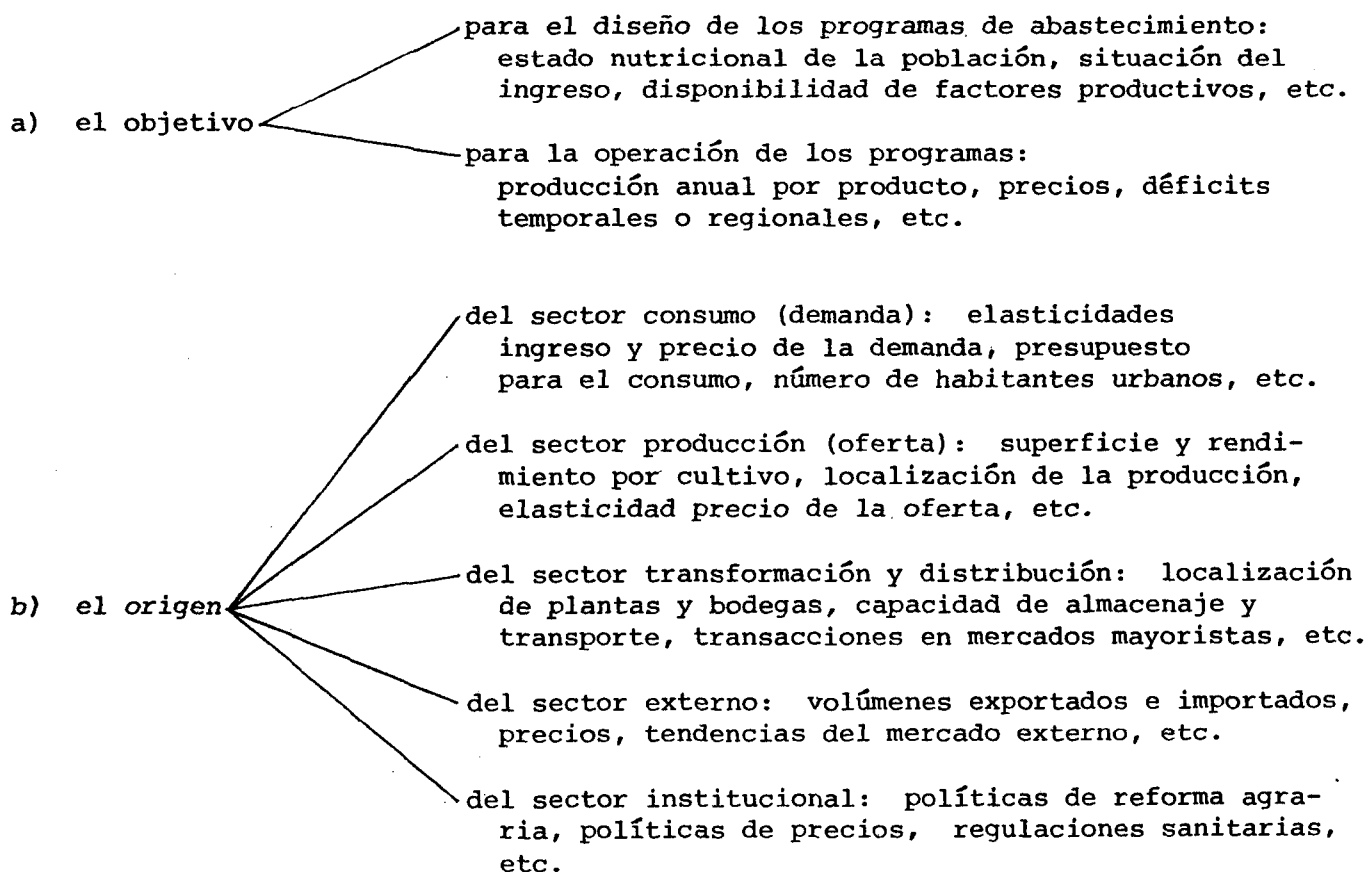 para el diseño de los programas de abastecimiento:
estado nutricional de la población, situación del
ingreso, disponibilidad de factores productivos, etc.
a) el objetivo
para la operación de los programas:
producción anual por producto, precios, déficits
temporales o regionales, etc.
del sector consumo (demanda): elasticidades
ingreso y precio de la demanda, presupuesto
para el consumo, número de habitantes urbanos, etc.
del sector producción (oferta): superficie y rendi-
miento por cultivo, localización de la producción,
elasticidad precio de la oferta, etc.
del sector transformación y distribución: localización
b) el origen
de plantas y bodegas, capacidad de almacenaje y
transporte, transacciones en mercados mayoristas, etc.
del sector externo: volúmenes exportados e importados,
precios, tendencias del mercado externo, etc.
del sector institucional: políticas de reforma agra-
ria, políticas de precios, regulaciones sanitarias,
etc.